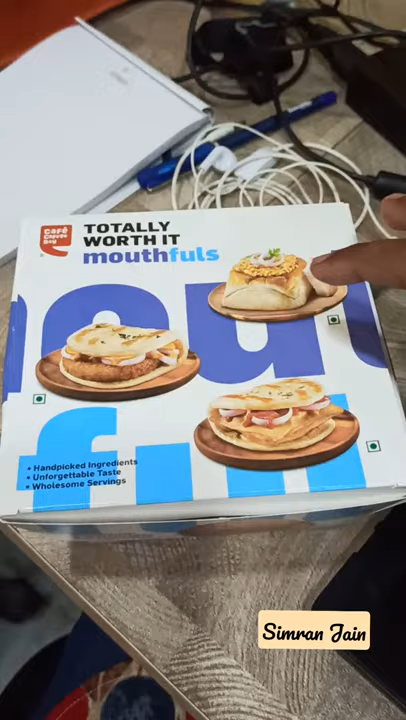 Café
Coffee
Day
TOTALLY
WORTH IT
mouthfuls
• Handpicked Ingredients
• Unforgettable Taste
• Wholesome Servings
Simran Jain